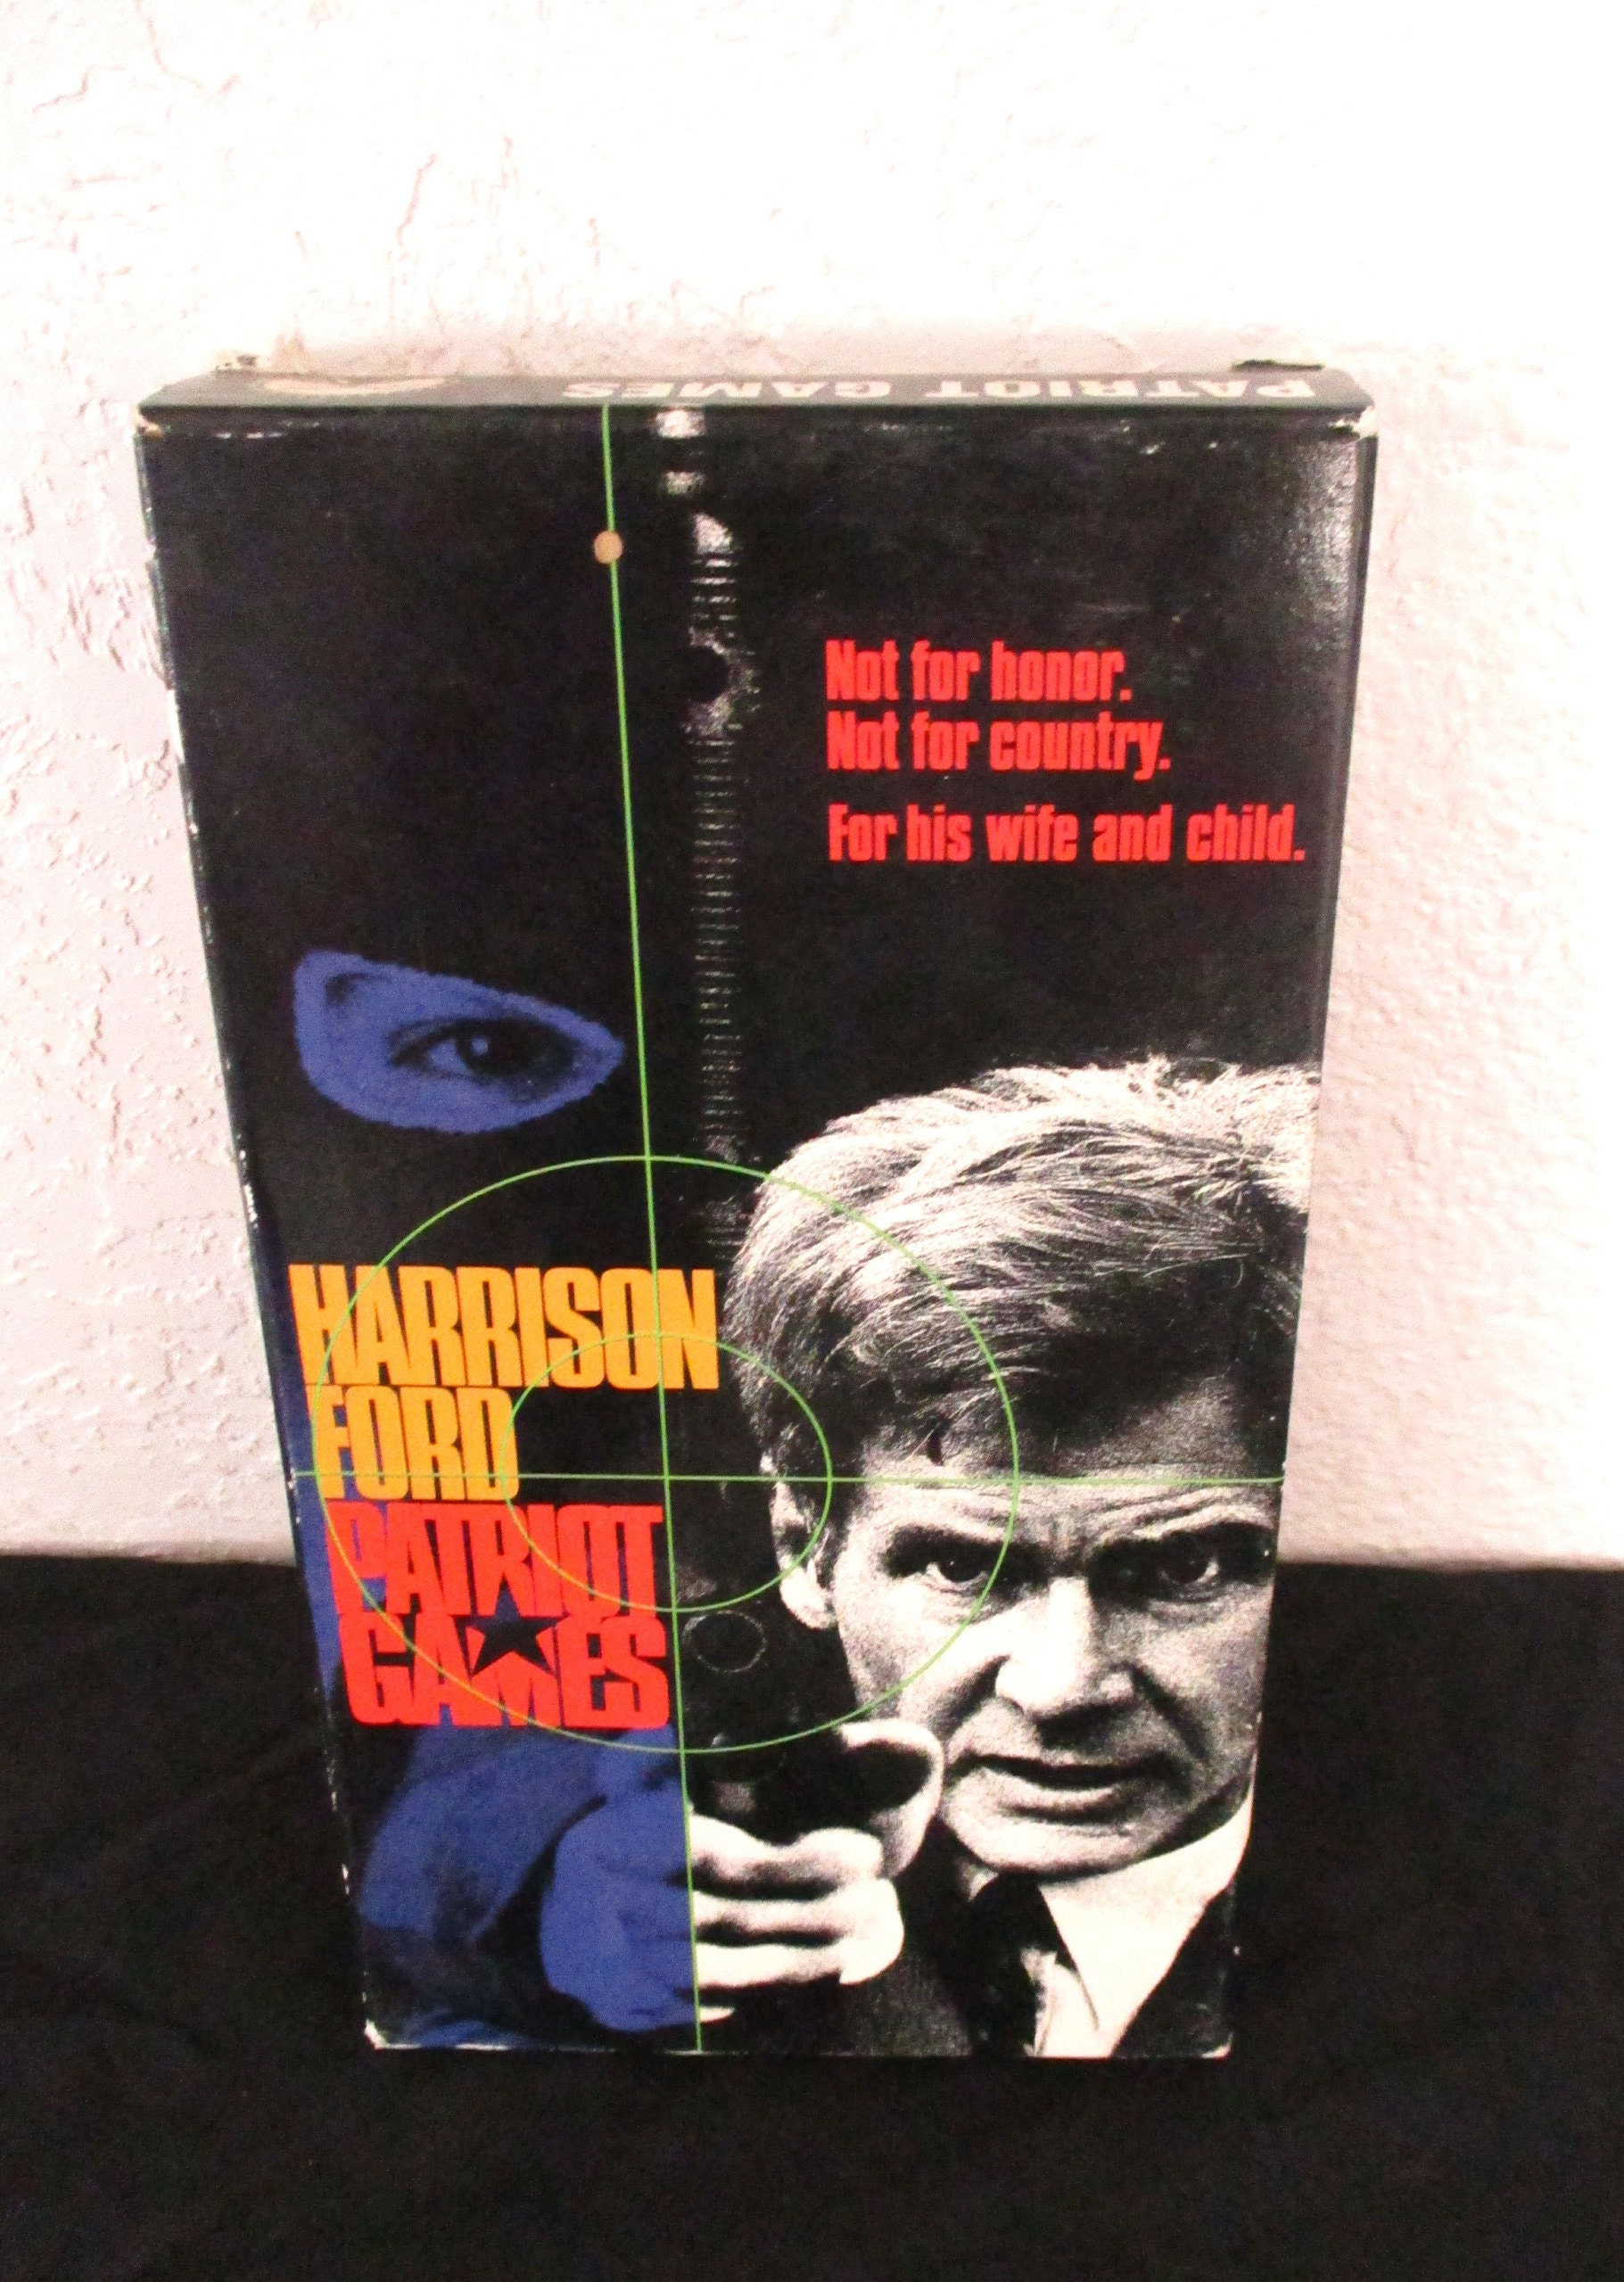 PATRIOT GAMES
Not for honor.
Not for country.
For his wife and child.
HARRISON
FORD
PATRIOT
GAMES